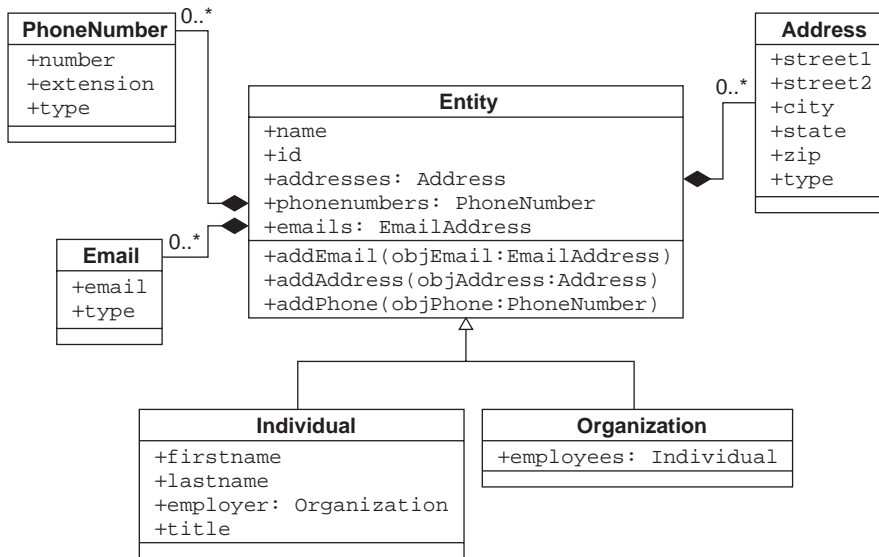 PhoneNumber
+number
+extension
+type
0..*
Email
+email
+type
0..*
Entity
+name
+id
+addresses: Address
+phonenumbers: PhoneNumber
+emails: EmailAddress
+addEmail(objEmail:EmailAddress)
+addAddress(objAddress:Address)
+addPhone(objPhone:PhoneNumber)
0..*
Address
+street1
+street2
+city
+state
+zip
+type
Individual
+firstname
+lastname
+employer: Organization
+title
Organization
+employees: Individual